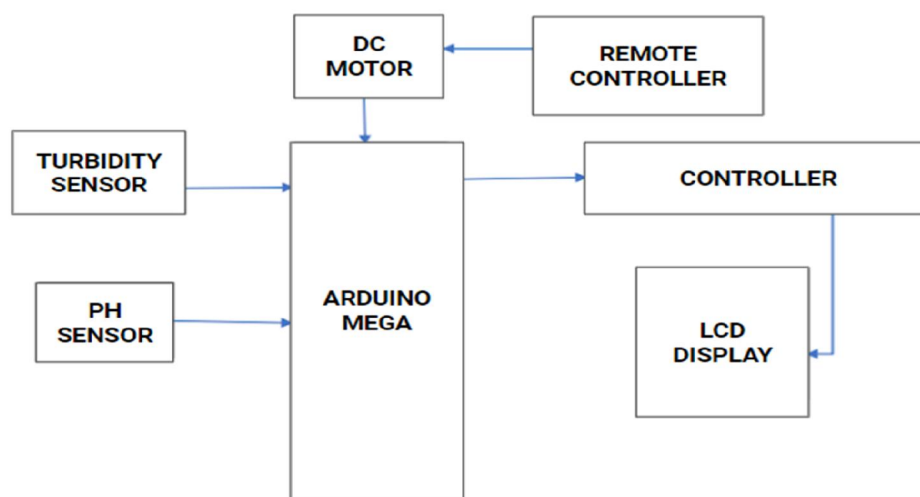 DC
MOTOR
REMOTE
CONTROLLER
TURBIDITY
SENSOR
CONTROLLER
PH
SENSOR
ARDUINO
MEGA
LCD
DISPLAY